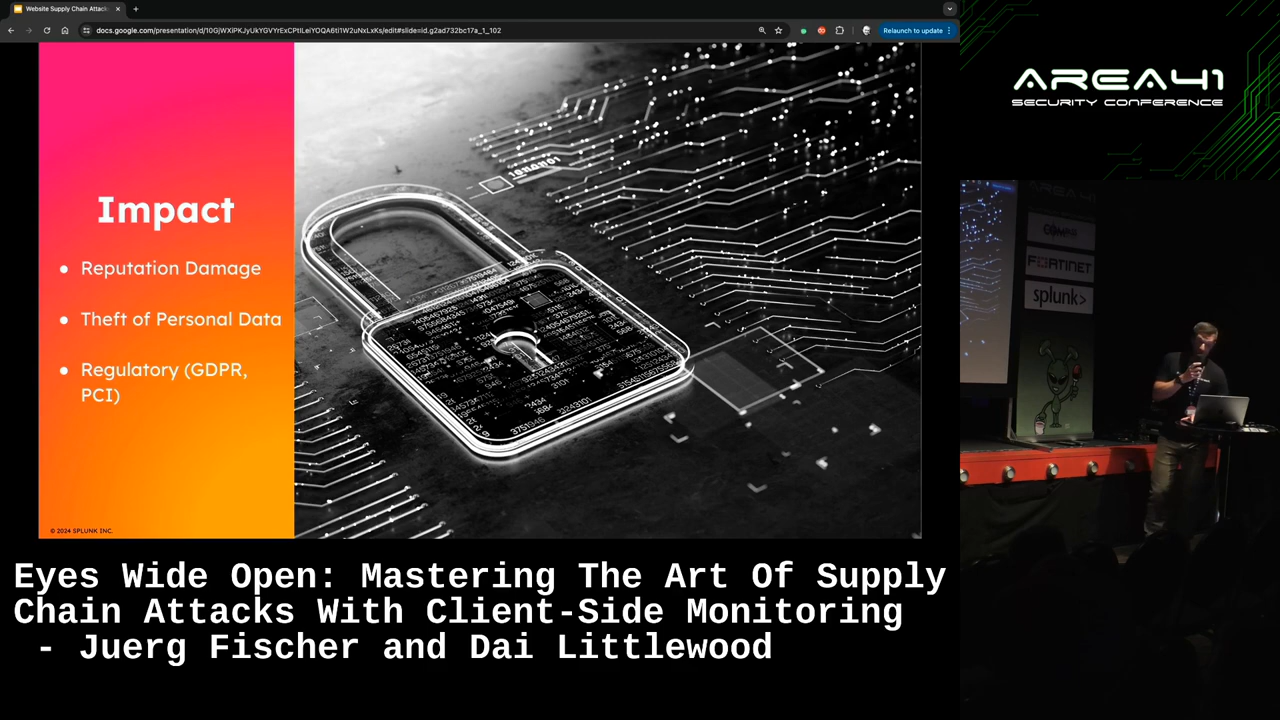 Website Supply Chain Attack
docs.google.com/presentation/d/10GjWXiPKJyUkYGVYrExCPtILeiYOQA6ti1W2uNxLxKs/edit#slide=id.g2ad732bc17a_1_102
Relaunch to update
Impact
● Reputation Damage
● Theft of Personal Data
● Regulatory (GDPR,
PCI)
© 2024 SPLUNK INC.
AREA41
SECURITY CONFERENCE
AREA41
FORTINET
splunk>
Eyes Wide Open: Mastering The Art Of Supply
Chain Attacks With Client-Side Monitoring
- Juerg Fischer and Dai Littlewood